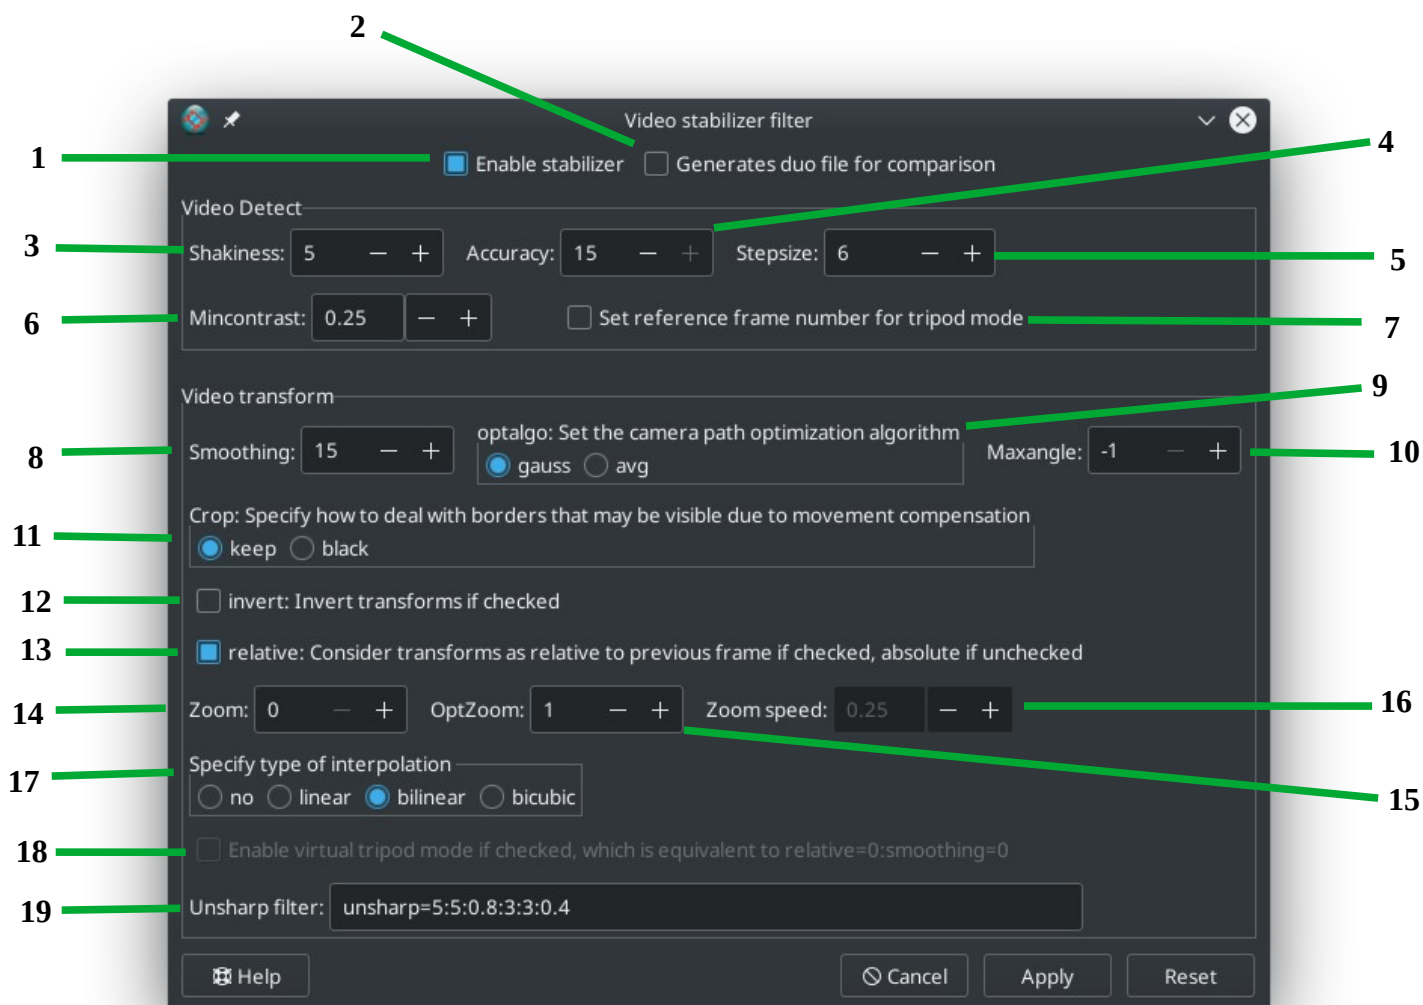 2
Video stabilizer filter
1
Enable stabilizer
Generates duo file for comparison
4
Video Detect
3
Shakiness: 5 − +
Accuracy: 15 − +
Stepsize: 6 − +
5
6
Mincontrast: 0.25 − +
Set reference frame number for tripod mode
7
Video transform
9
8
Smoothing: 15 − +
optalgo: Set the camera path optimization algorithm
gauss
avg
Maxangle: -1 − +
10
Crop: Specify how to deal with borders that may be visible due to movement compensation
11
keep
black
12
invert: Invert transforms if checked
13
relative: Consider transforms as relative to previous frame if checked, absolute if unchecked
14
Zoom: 0 − +
OptZoom: 1 − +
Zoom speed: 0.25 − +
16
17
Specify type of interpolation
no
linear
bilinear
bicubic
15
18
Enable virtual tripod mode if checked, which is equivalent to relative=0:smoothing=0
19
Unsharp filter: unsharp=5:5:0.8:3:3:0.4
Help
Cancel
Apply
Reset